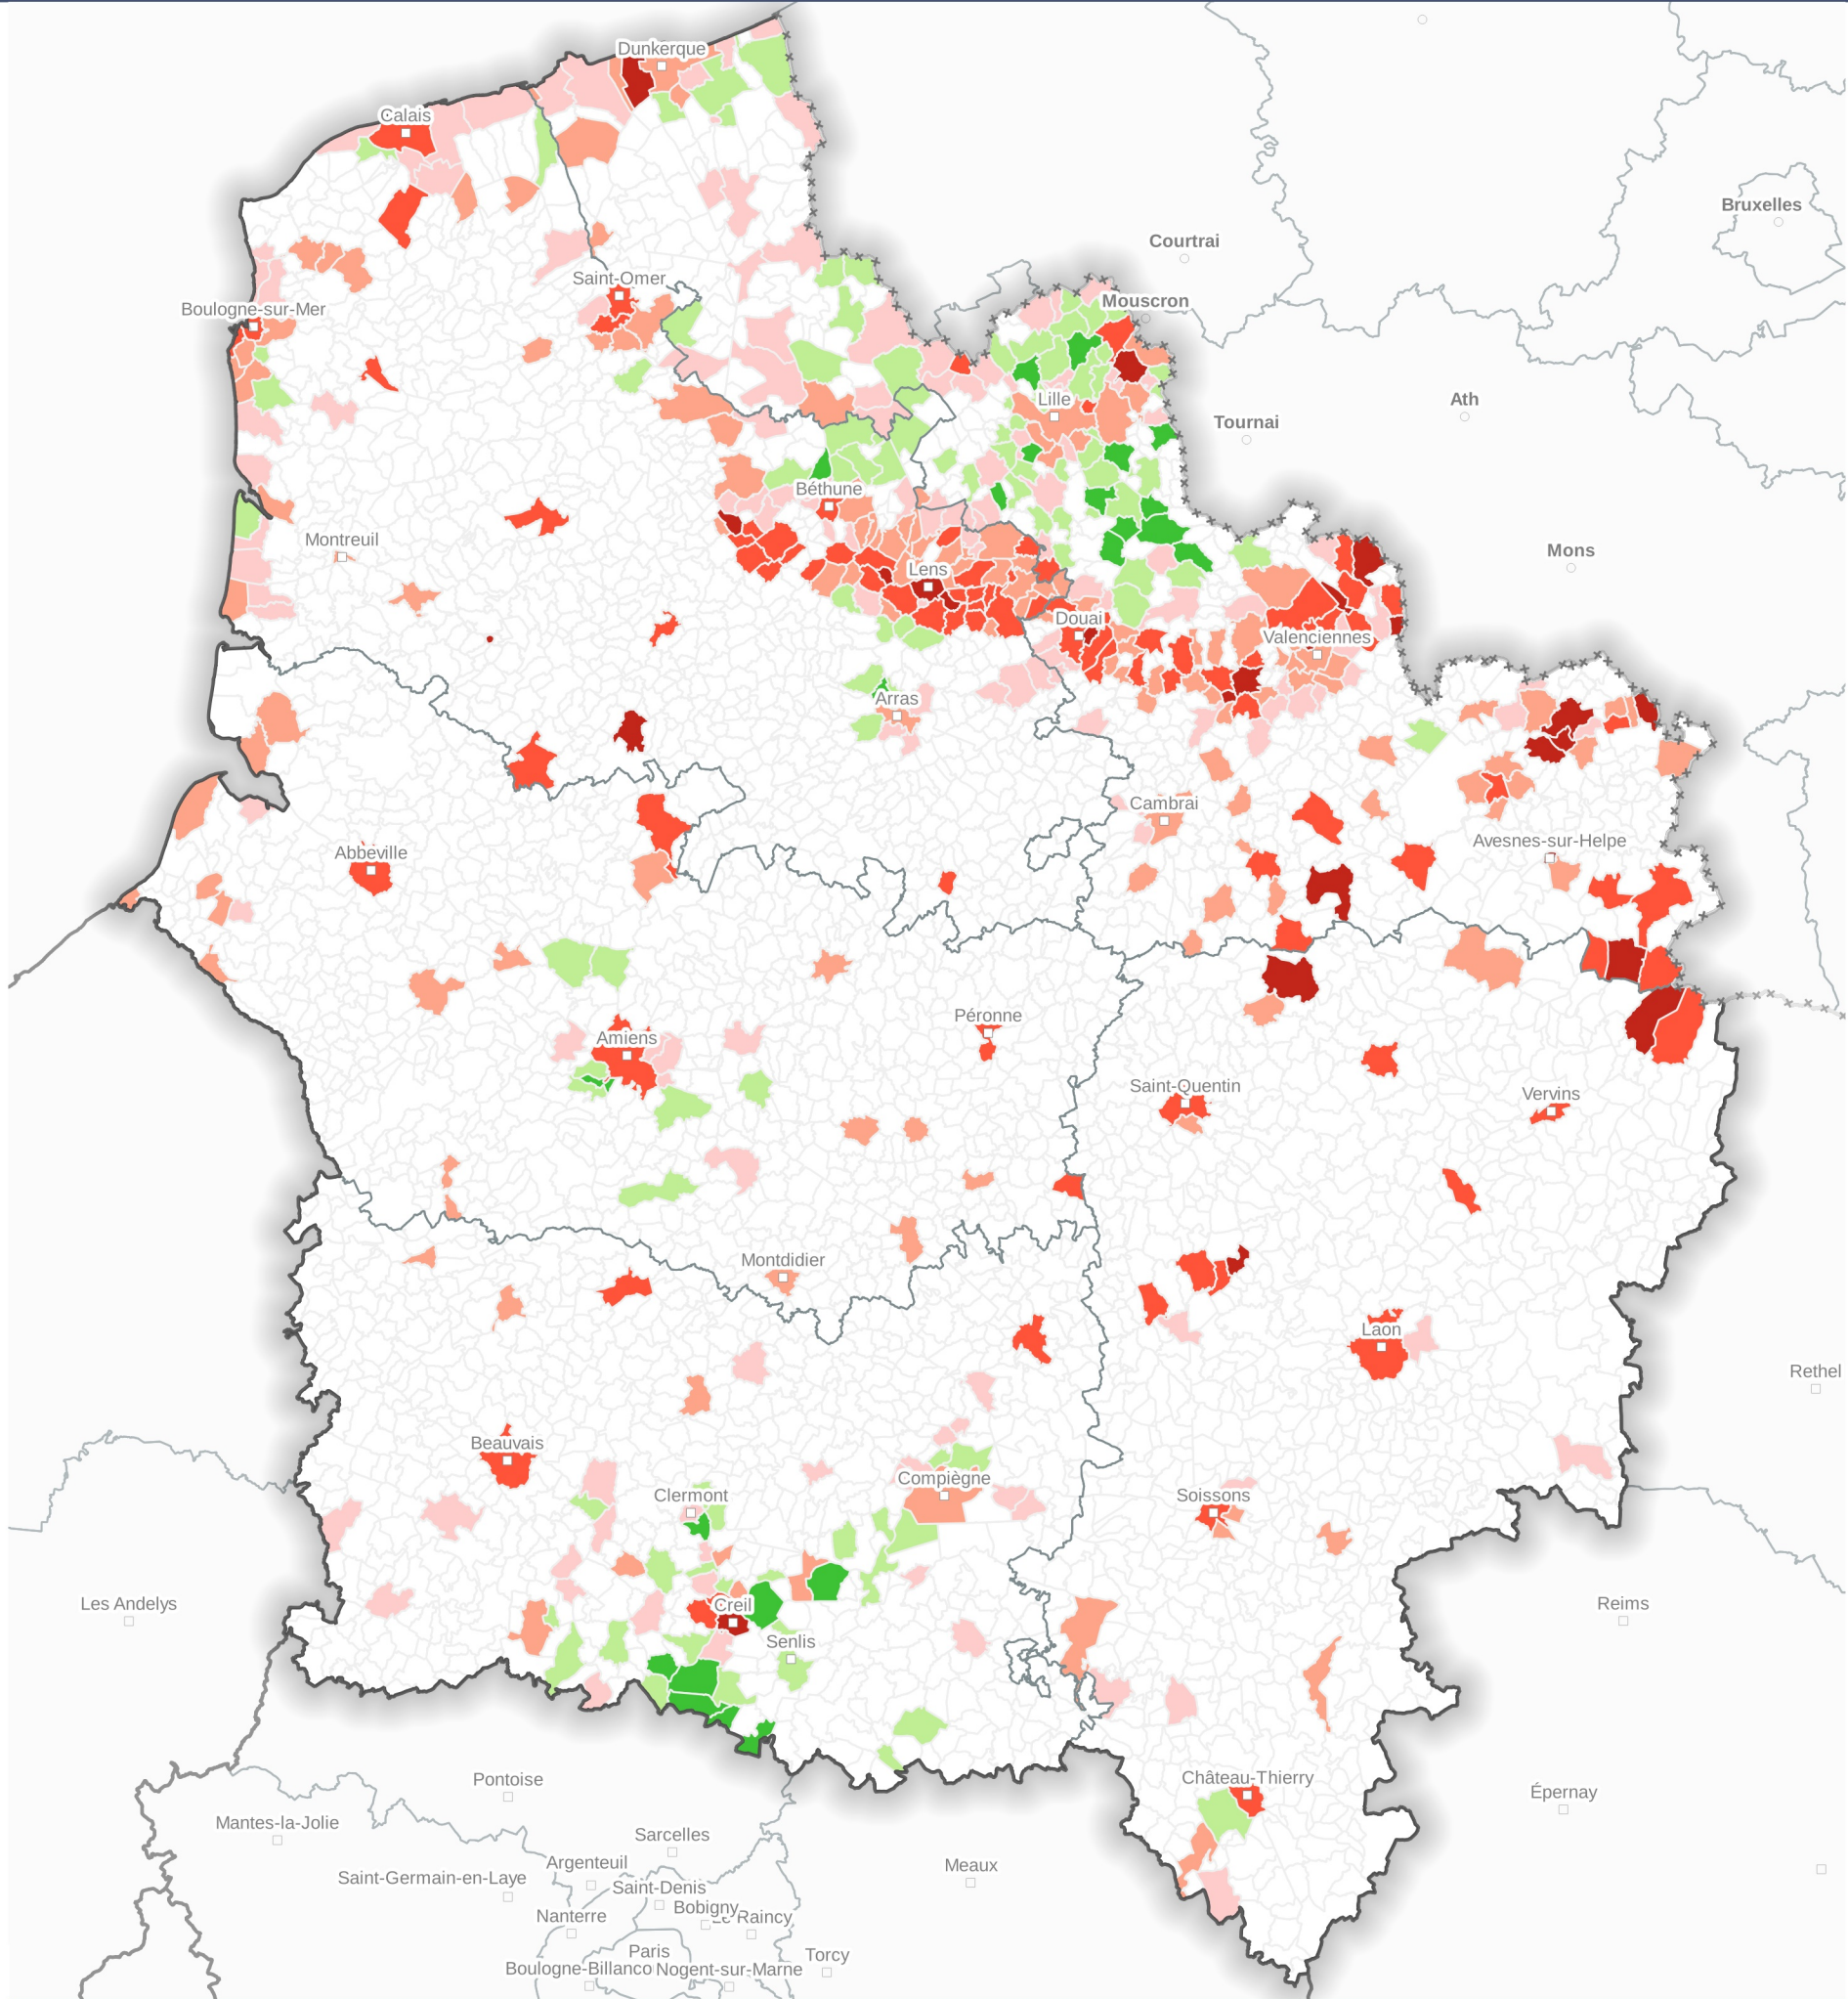 Dunkerque
Calais
Bruxelles
Courtrai
Saint-Omer
Mouscron
Boulogne-sur-Mer
Lille
Ath
Tournai
Béthune
Montreuil
Mons
Lens
Douai
Valenciennes
Arras
Cambrai
Avesnes-sur-Helpe
Abbeville
Péronne
Amiens
Saint-Quentin
Vervins
Montdidier
Laon
Rethel
Beauvais
Compiègne
Clermont
Soissons
Les Andelys
Creil
Reims
Senlis
Château-Thierry
Pontoise
Épernay
Mantes-la-Jolie
Sarcelles
Argenteuil
Meaux
Saint-Germain-en-Laye
Saint-Denis
Bobigny
Nanterre
Le Raincy
Paris
Torcy
Boulogne-Billanco
Nogent-sur-Marne